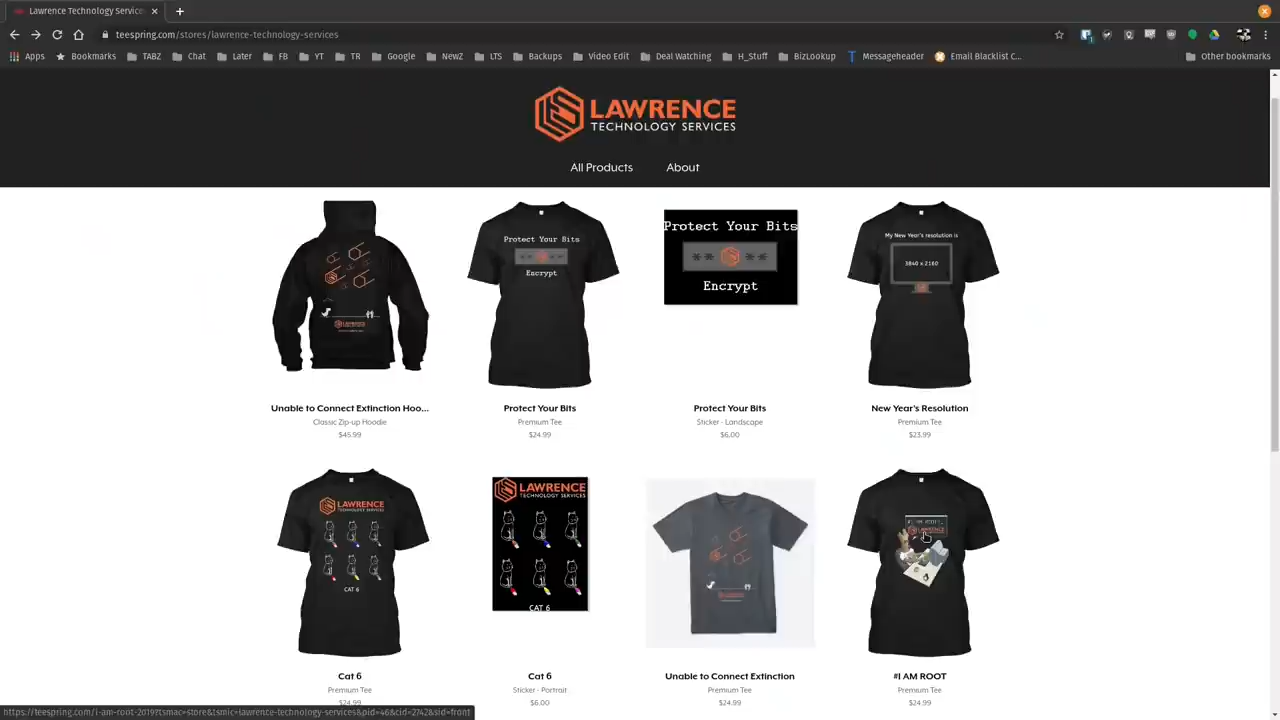 Lawrence Technology Services
teespring.com/stores/lawrence-technology-services
Apps Bookmarks TABZ Chat Later FB YT TR Google NewZ LTS Backups Video Edit Deal Watching H_Stuff BizLookup Messageheader Email Blacklist C... Other bookmarks
LAWRENCE
TECHNOLOGY SERVICES
All Products About
Protect Your Bits
Encrypt
Protect Your Bits
** **
Encrypt
My New Year's resolution is
3840 x 2160
Unable to Connect Extinction Hoo... Protect Your Bits Protect Your Bits New Year's Resolution
Classic Zip-up Hoodie Premium Tee Sticker - Landscape Premium Tee
$45.99 $24.99 $6.00 $23.99
LAWRENCE
TECHNOLOGY SERVICES
CAT 6
LAWRENCE
TECHNOLOGY SERVICES
CAT 6
Cat 6 Cat 6 Unable to Connect Extinction #I AM ROOT
Premium Tee Sticker - Portrait Premium Tee Premium Tee
$24.99 $6.00 $24.99 $24.99
https://teespring.com/i-am-root-2019?tsmac=store&tsmic=lawrence-technology-services&pid=46&cid=2742&sid=front